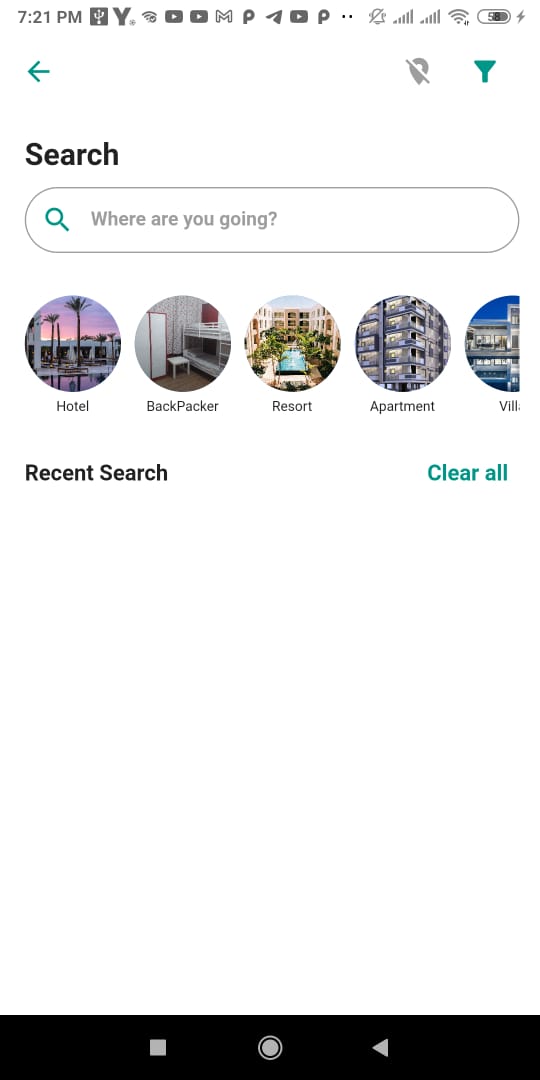 7:21 PM 58
Search
Where are you going?
Hotel BackPacker Resort Apartment Vill
Recent Search Clear all